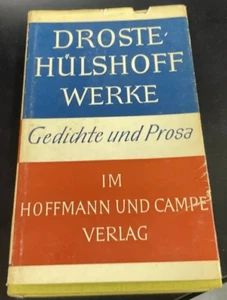 DROSTE-
HÜLSHOFF
WERKE
Gedichte und Prosa
IM
HOFFMANN UND CAMPE
VERLAG